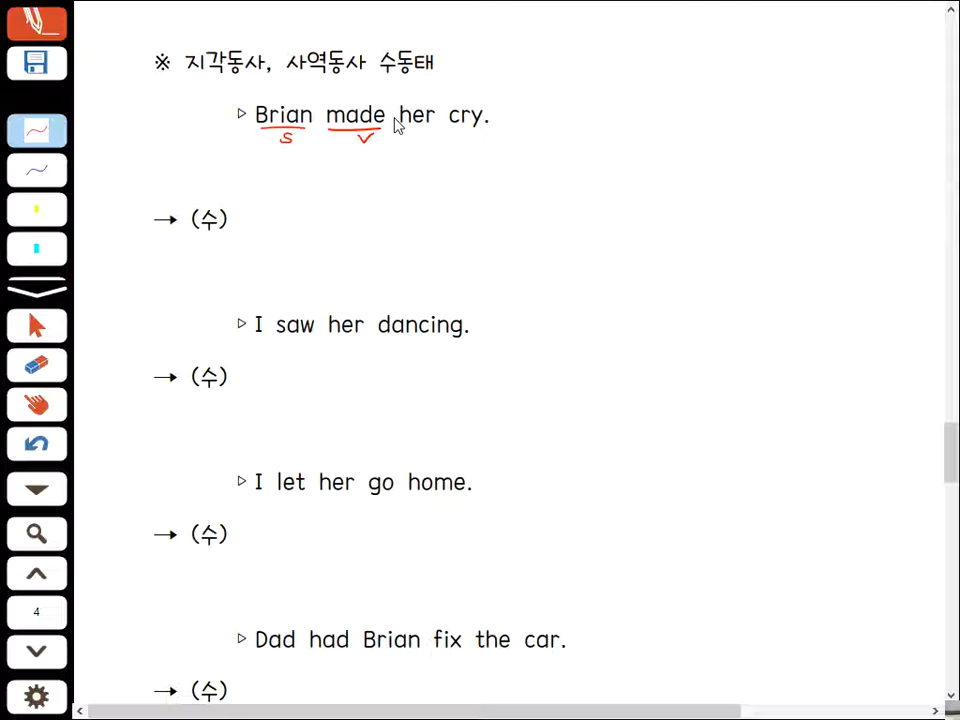 ※ 지각동사, 사역동사 수동태
▷ Brian made her cry.
S V
→ (수)
▷ I saw her dancing.
→ (수)
▷ I let her go home.
→ (수)
4
▷ Dad had Brian fix the car.
→ (수)